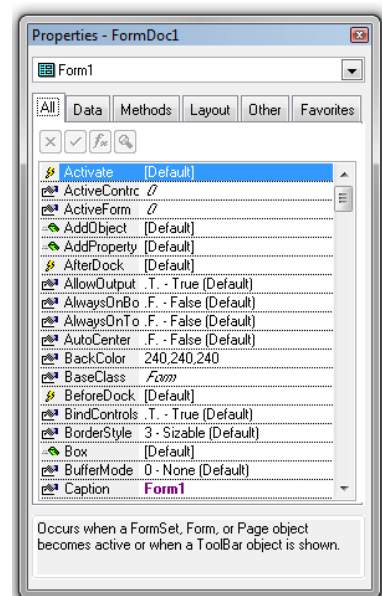 Properties - FormDoc1
Form1
All Data Methods Layout Other Favorites
Activate [Default]
ActiveContrc 0
ActiveForm 0
AddObject [Default]
AddProperty [Default]
AfterDock [Default]
AllowOutput .T. - True (Default)
AlwaysOnBo .F. - False (Default)
AlwaysOnTo .F. - False (Default)
AutoCenter .F. - False (Default)
BackColor 240,240,240
BaseClass Form
BeforeDock [Default]
BindControls .T. - True (Default)
BorderStyle 3 - Sizable (Default)
Box [Default]
BufferMode 0 - None (Default)
Caption Form1
Occurs when a FormSet, Form, or Page object
becomes active or when a ToolBar object is shown.